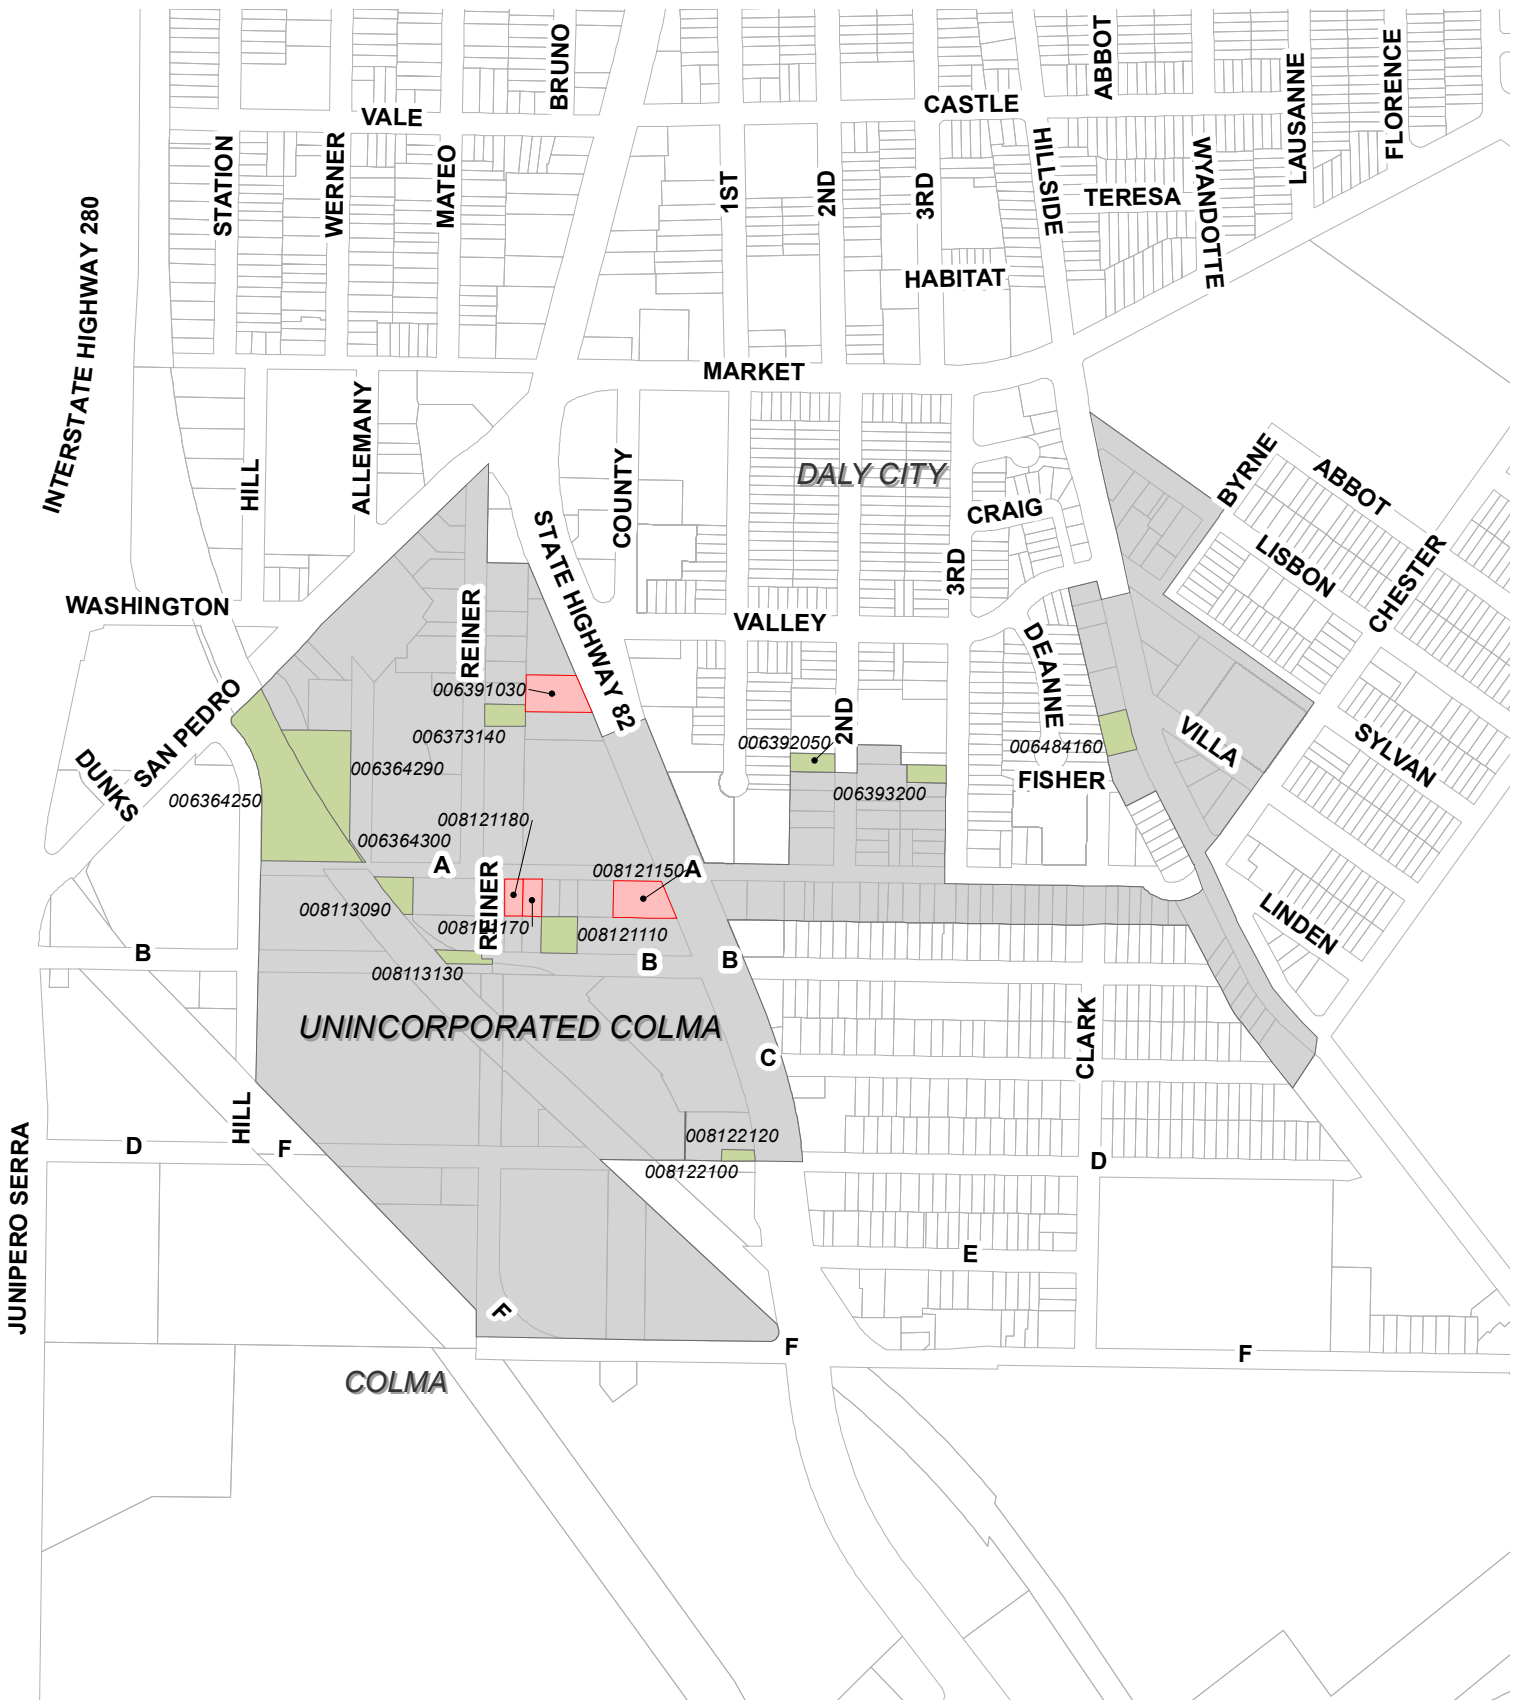 BRUNO
ABBOT
FLORENCE
LAUSANNE
VALE
CASTLE
STATION
WERNER
MATEO
1ST
2ND
3RD
HILLSIDE
TERESA
WYANDOTTE
INTERSTATE HIGHWAY 280
HABITAT
MARKET
HILL
ALLEMANY
COUNTY
DALY CITY
BYRNE
ABBOT
CRAIG
LISBON
CHESTER
STATE HIGHWAY 82
3RD
WASHINGTON
REINER
VALLEY
DEANNE
006391030
SAN PEDRO
DUNKS
006373140
2ND
006392050
006484160
VILLA
SYLVAN
006364290
FISHER
006364250
006393200
008121180
006364300
A
008121150
A
REINER
008113090
008121110
LINDEN
B
B
B
008113130
UNINCORPORATED COLMA
CLARK
C
HILL
JUNIPERO SERRA
D
F
008122120
008122100
D
E
F
F
F
COLMA